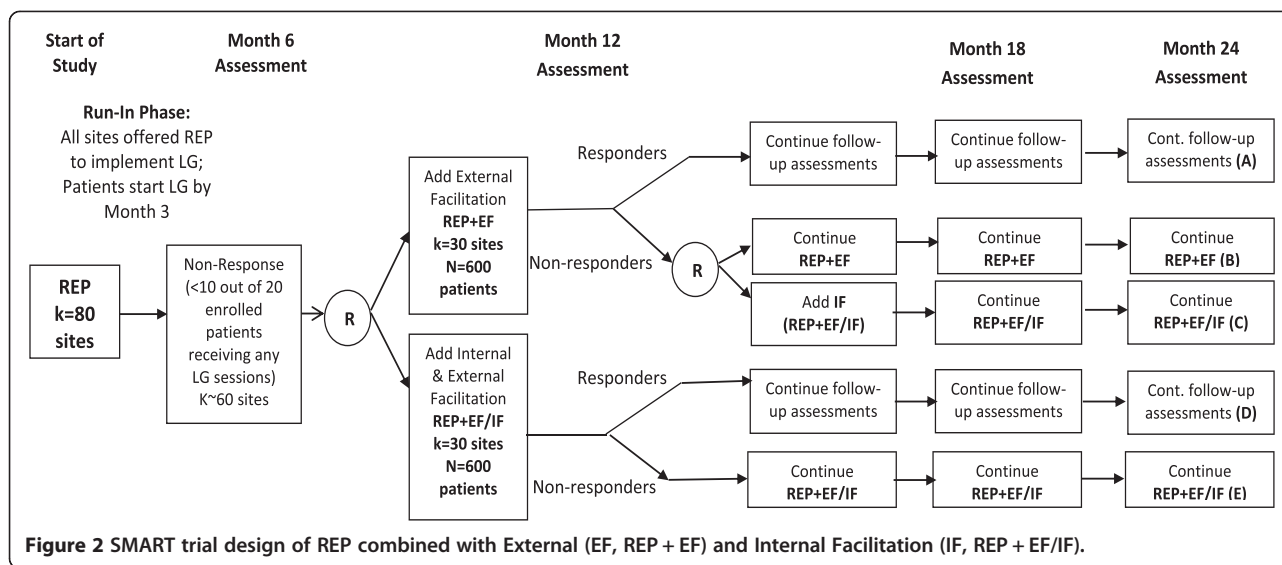 Start of
Study
Month 6
Assessment
Month 12
Assessment
Month 18
Assessment
Month 24
Assessment
Run-In Phase:
All sites offered REP
to implement LG;
Patients start LG by
Month 3
REP
k=80
sites
Non-Response
(<10 out of 20
enrolled
patients
receiving any
LG sessions)
K~60 sites
R
Add External
Facilitation
REP+EF
k=30 sites
N=600
patients
Add Internal
& External
Facilitation
REP+EF/IF
k=30 sites
N=600
patients
Responders
Non-responders
R
Responders
Non-responders
Continue follow-
up assessments
Continue follow-
up assessments
Cont. follow-up
assessments (A)
Continue
REP+EF
Continue
REP+EF
Continue
REP+EF (B)
Add IF
(REP+EF/IF)
Continue
REP+EF/IF
Continue
REP+EF/IF (C)
Continue follow-
up assessments
Continue follow-
up assessments
Cont. follow-up
assessments (D)
Continue
REP+EF/IF
Continue
REP+EF/IF
Continue
REP+EF/IF (E)
Figure 2 SMART trial design of REP combined with External (EF, REP + EF) and Internal Facilitation (IF, REP + EF/IF).